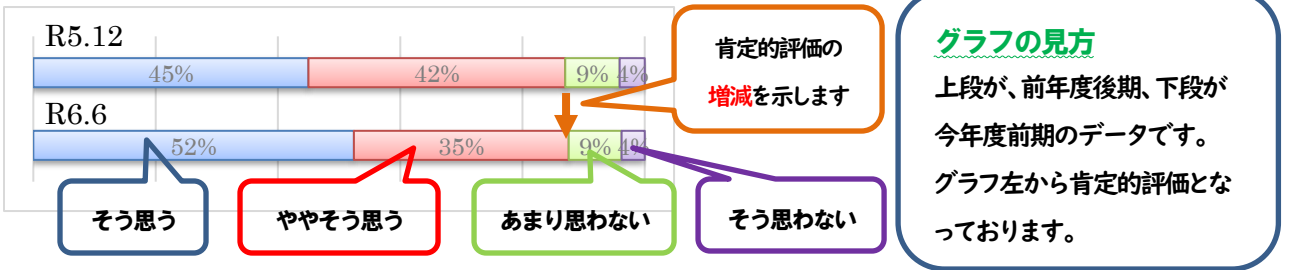 R5.12
45% 42% 9% 4%
R6.6
52% 35% 9% 4%
肯定的評価の
増減を示します
そう思う
ややそう思う
あまり思わない
そう思わない
グラフの見方
上段が、前年度後期、下段が
今年度前期のデータです。
グラフ左から肯定的評価とな
っております。